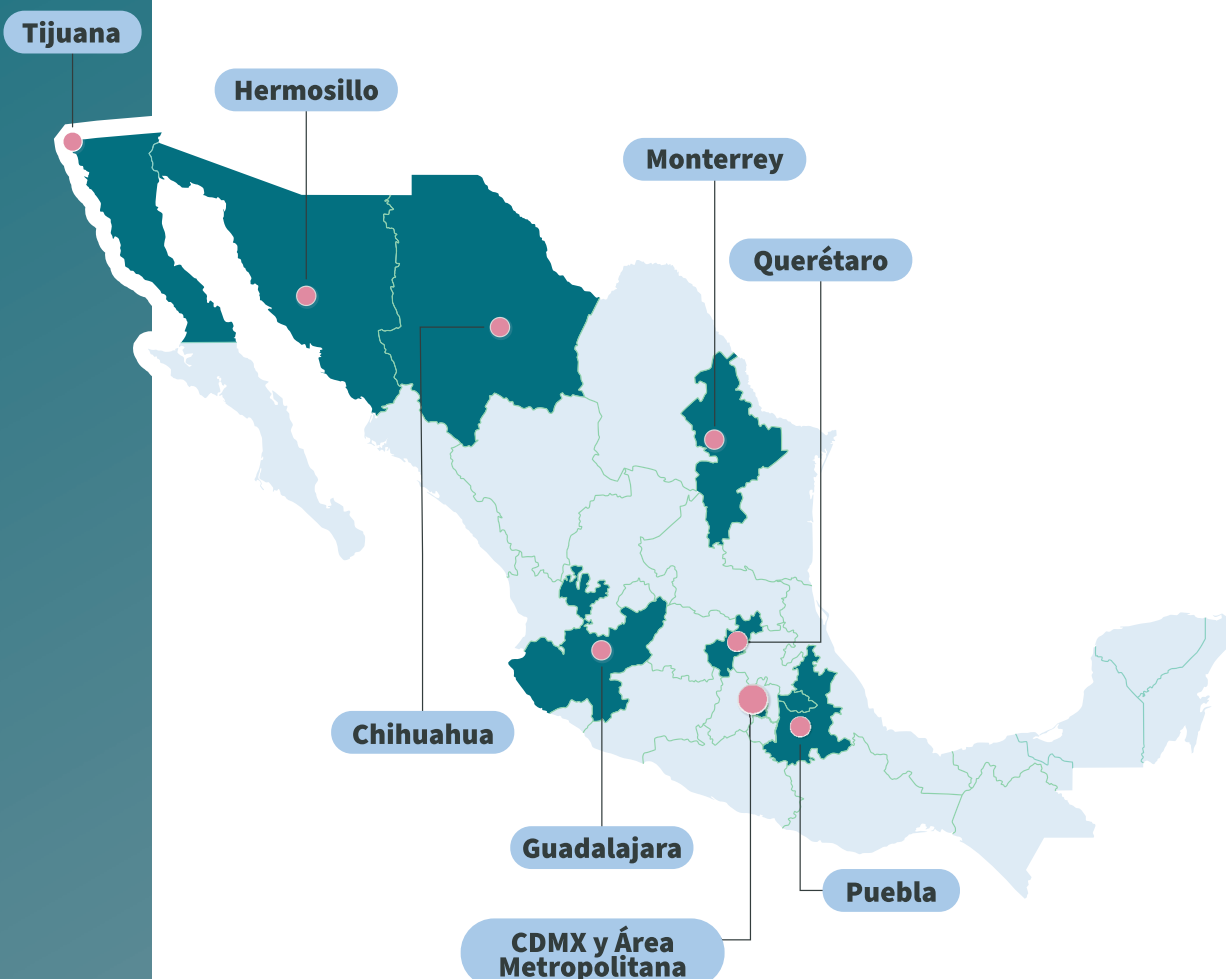 Tijuana
Hermosillo
Monterrey
Querétaro
Chihuahua
Guadalajara
Puebla
CDMX y Área
Metropolitana